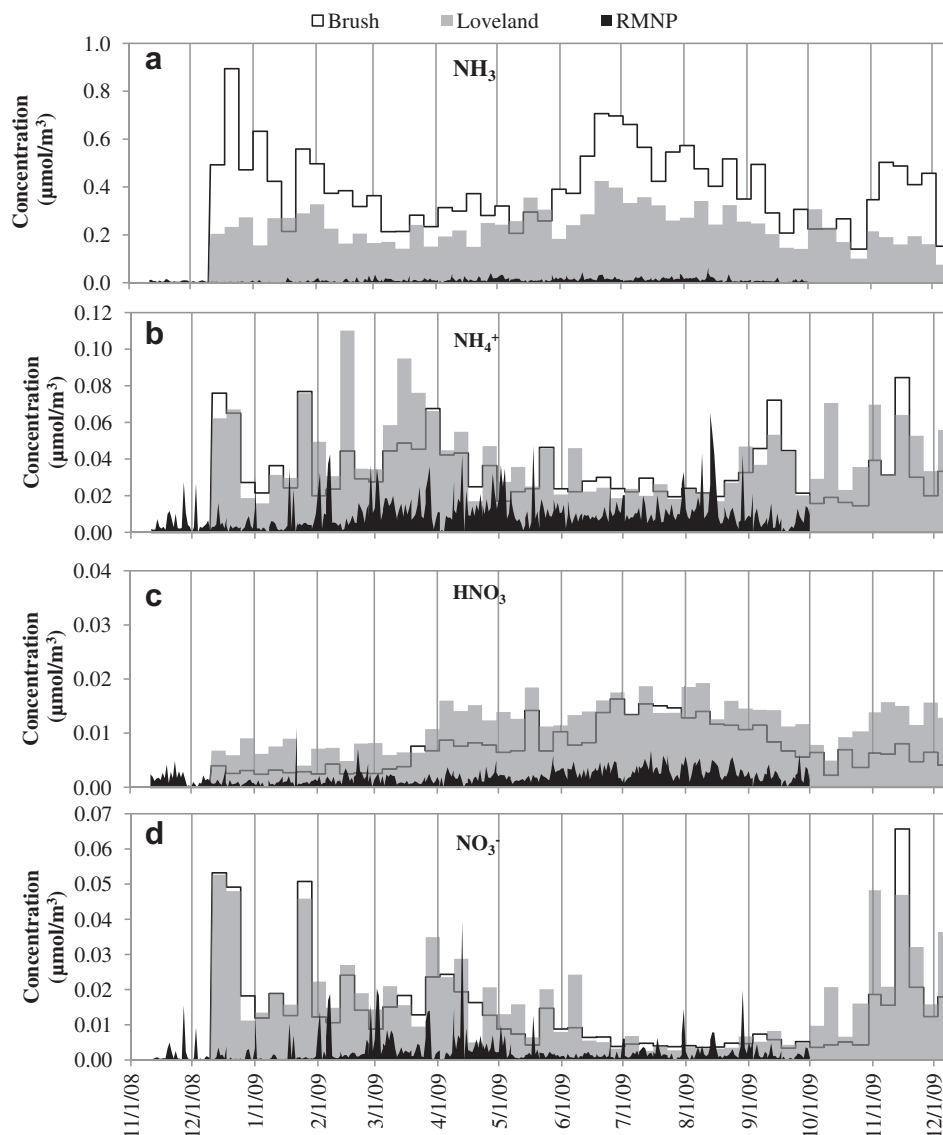 Brush Loveland RMNP
a
NH₃
Concentration
(µmol/m³)
1.0
0.8
0.6
0.4
0.2
0.0
b
NH₄⁺
Concentration
(µmol/m³)
0.12
0.10
0.08
0.06
0.04
0.02
0.00
c
HNO₃
Concentration
(µmol/m³)
0.04
0.03
0.02
0.01
0.00
d
NO₃⁻
Concentration
(µmol/m³)
0.07
0.06
0.05
0.04
0.03
0.02
0.01
0.00
11/1/08
12/1/08
1/1/09
2/1/09
3/1/09
4/1/09
5/1/09
6/1/09
7/1/09
8/1/09
9/1/09
10/1/09
11/1/09
12/1/09